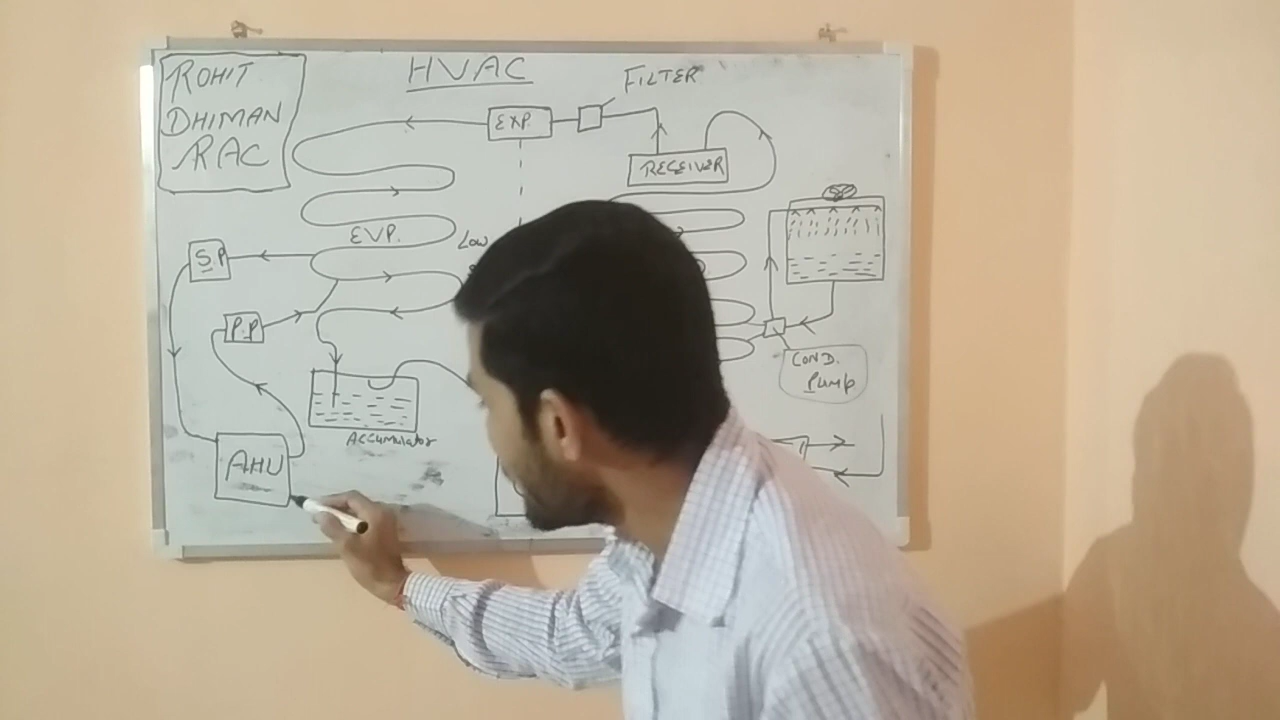 ROHIT
DHIMAN
RAC
HVAC
FILTER
EXP.
RECEIVER
EVP.
Low
S.P
P.P
COND.
Pump
Accumulator
AHU